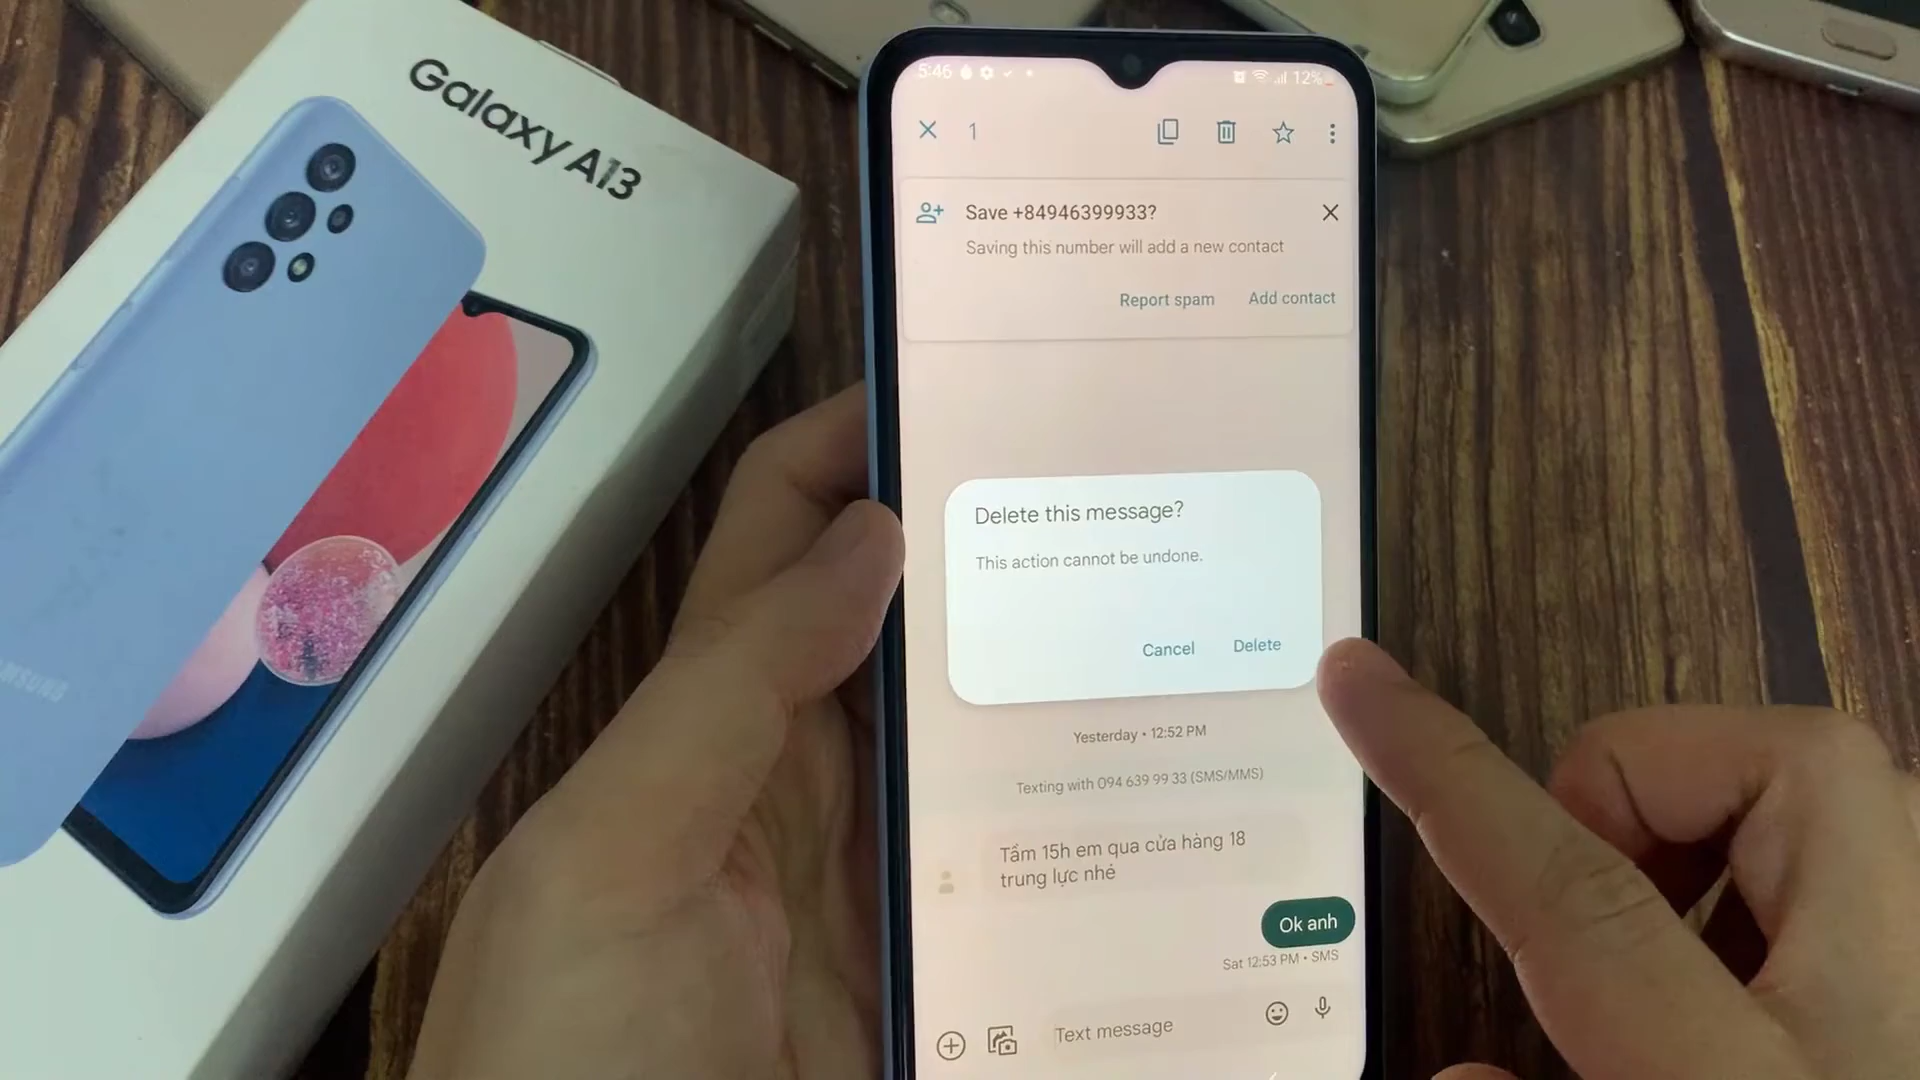 Galaxy A13
5:46
12%
1
Save +84946399933?
Saving this number will add a new contact
Report spam
Add contact
Delete this message?
This action cannot be undone.
Cancel
Delete
Yesterday • 12:52 PM
Texting with 094 639 99 33 (SMS/MMS)
Tầm 15h em qua cửa hàng 18
trung lực nhé
Ok anh
Sat 12:53 PM • SMS
Text message
SAMSUNG